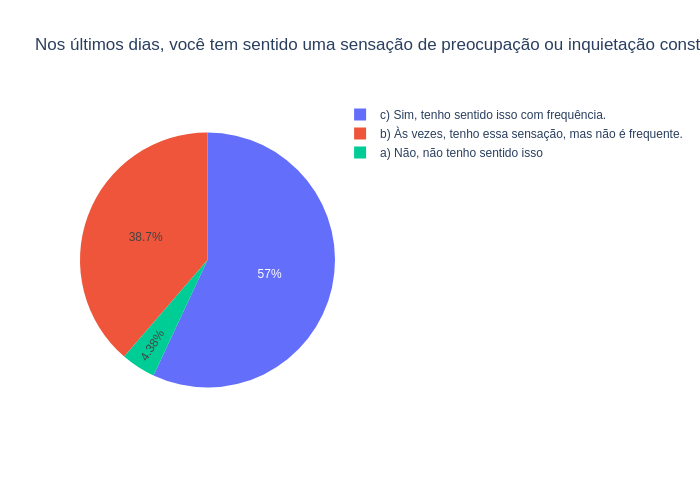 Nos últimos dias, você tem sentido uma sensação de preocupação ou inquietação const
c) Sim, tenho sentido isso com frequência.
b) Às vezes, tenho essa sensação, mas não é frequente.
a) Não, não tenho sentido isso
38.7%
57%
4.38%